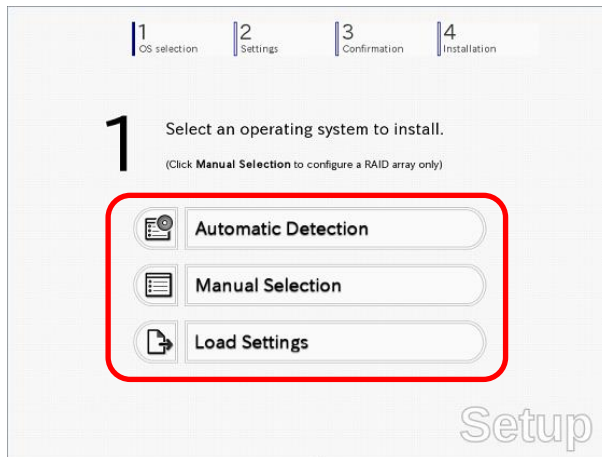 1 2 3 4
OS selection Settings Confirmation Installation
1 Select an operating system to install.
(Click Manual Selection to configure a RAID array only)
Automatic Detection
Manual Selection
Load Settings
Setup